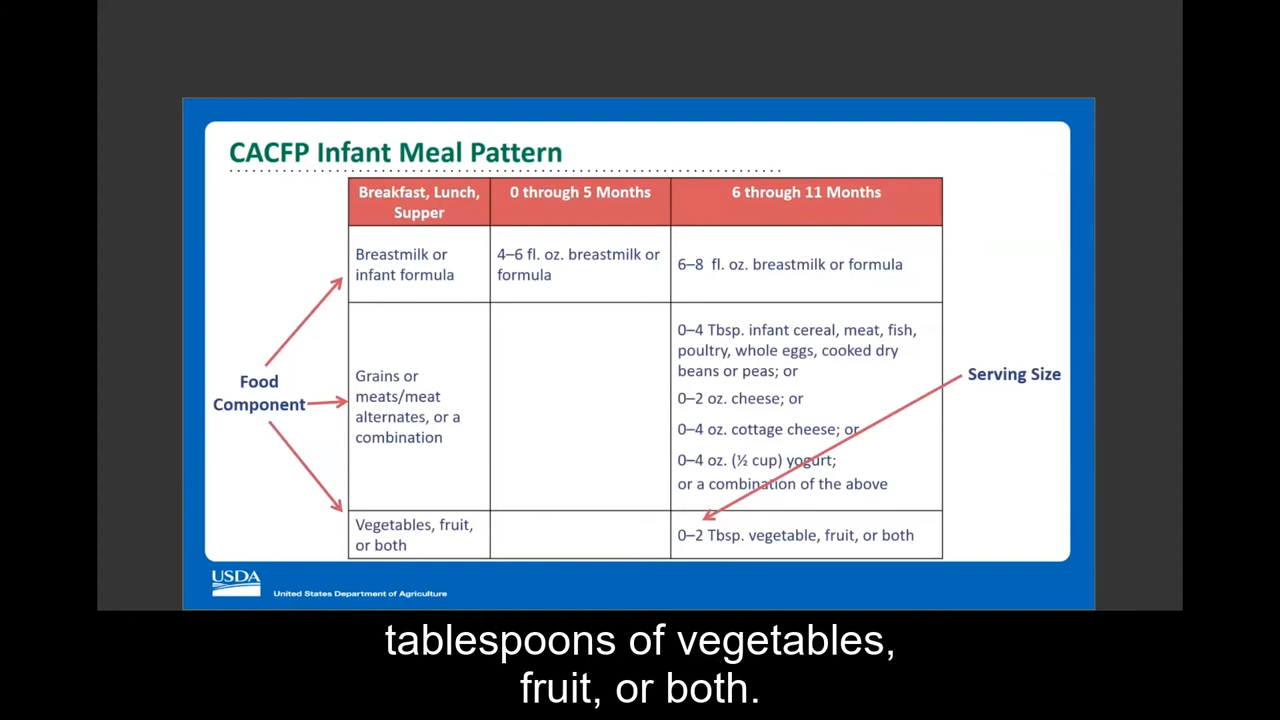 CACFP Infant Meal Pattern
Breakfast, Lunch,
Supper
0 through 5 Months
6 through 11 Months
Breastmilk or
infant formula
4–6 fl. oz. breastmilk or
formula
6–8 fl. oz. breastmilk or formula
Food
Component
Grains or
meats/meat
alternates, or a
combination
0–4 Tbsp. infant cereal, meat, fish,
poultry, whole eggs, cooked dry
beans or peas; or
0–2 oz. cheese; or
0–4 oz. cottage cheese; or
0–4 oz. (½ cup) yogurt;
or a combination of the above
Serving Size
Vegetables, fruit,
or both
0–2 Tbsp. vegetable, fruit, or both
USDA
United States Department of Agriculture
tablespoons of vegetables,
fruit, or both.